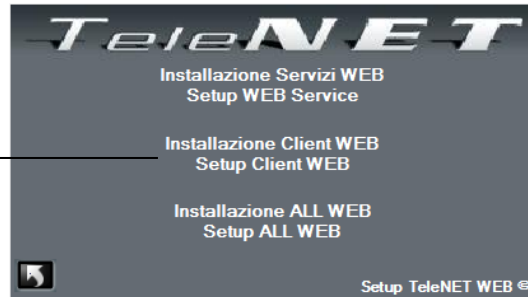 TeleNET
Installazione Servizi WEB
Setup WEB Service
Installazione Client WEB
Setup Client WEB
Installazione ALL WEB
Setup ALL WEB
Setup TeleNET WEB ©